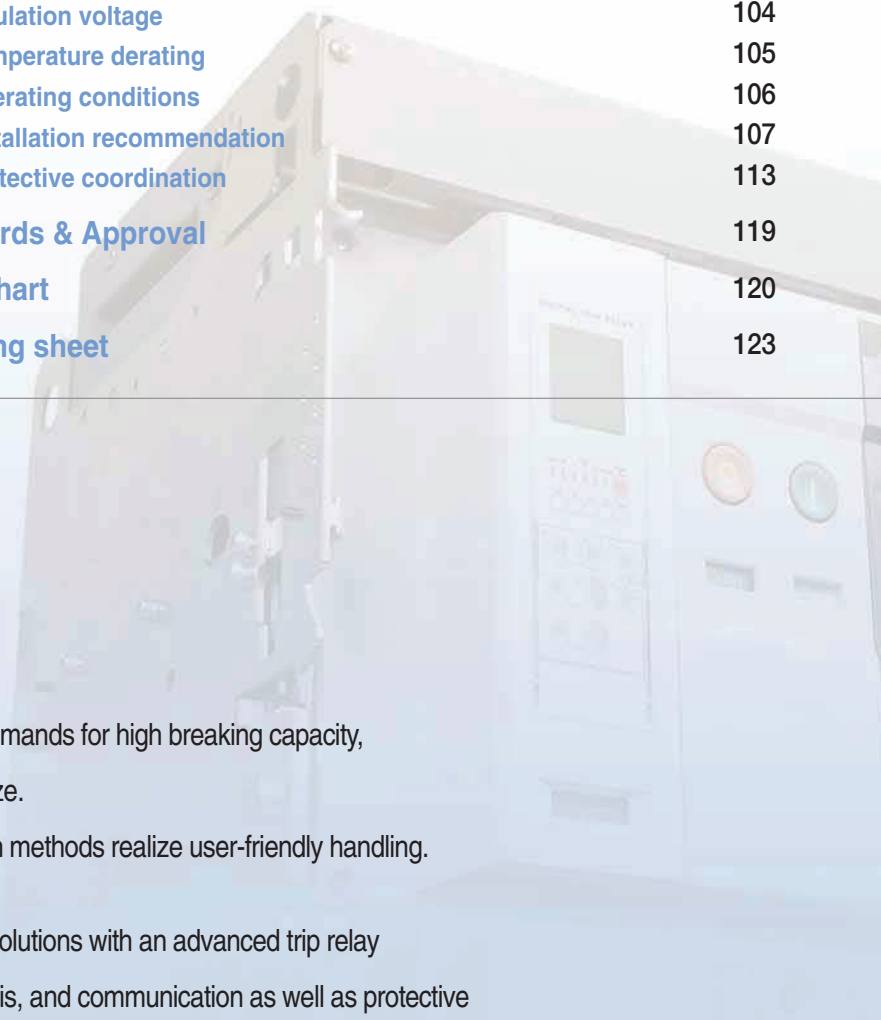 ulation voltage 104
nperature derating 105
erating conditions 106
tallation recommendation 107
tective coordination 113
rds & Approval 119
hart 120
ng sheet 123
mands for high breaking capacity,
ze.
n methods realize user-friendly handling.
olutions with an advanced trip relay
is, and communication as well as protective